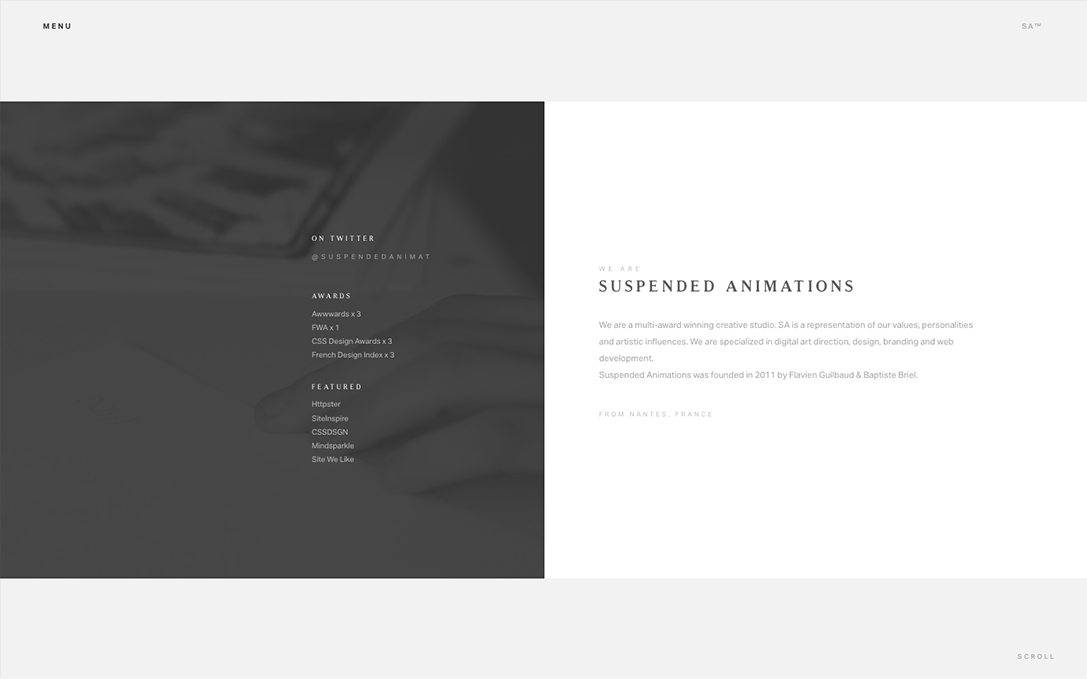 MENU
SA™
ON TWITTER
@SUSPENDEDANIMAT
AWARDS
Awwwards x 3
FWA x 1
CSS Design Awards x 3
French Design Index x 3
FEATURED
Httpster
SiteInspire
CSSDSGN
Mindsparkle
Site We Like
WE ARE
SUSPENDED ANIMATIONS
We are a multi-award winning creative studio. SA is a representation of our values, personalities
and artistic influences. We are specialized in digital art direction, design, branding and web
development.
Suspended Animations was founded in 2011 by Flavien Guilbaud & Baptiste Briel.
FROM NANTES, FRANCE
SCROLL